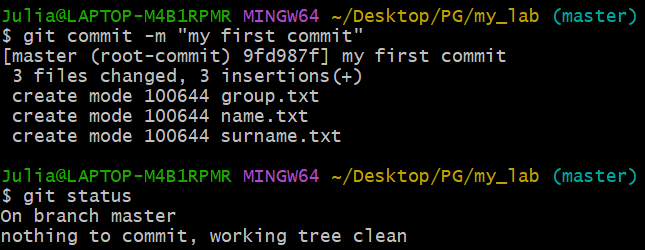 Julia@LAPTOP-M4B1RPMR MINGW64 ~/Desktop/PG/my_lab (master)
$ git commit -m "my first commit"
[master (root-commit) 9fd987f] my first commit
 3 files changed, 3 insertions(+)
 create mode 100644 group.txt
 create mode 100644 name.txt
 create mode 100644 surname.txt

Julia@LAPTOP-M4B1RPMR MINGW64 ~/Desktop/PG/my_lab (master)
$ git status
On branch master
nothing to commit, working tree clean